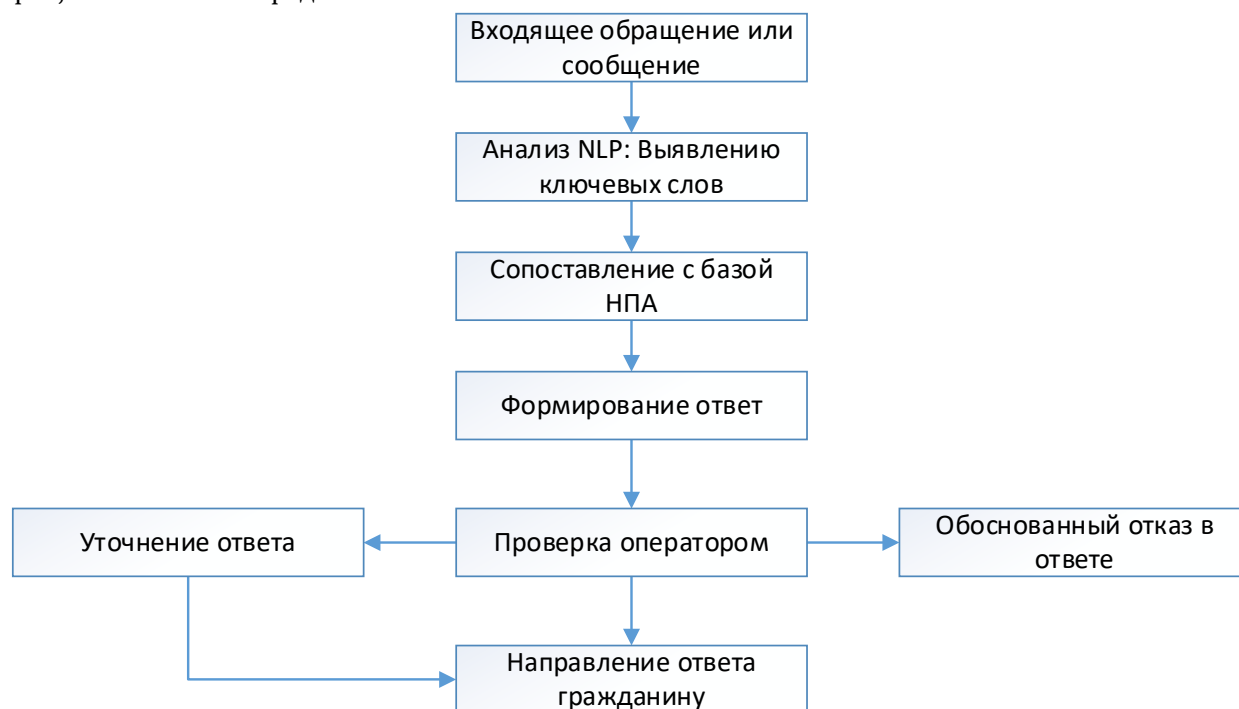 Входящее обращение или
сообщение
Анализ NLP: Выявлению
ключевых слов
Сопоставление с базой
НПА
Формирование ответ
Уточнение ответа
Проверка оператором
Обоснованный отказ в
ответе
Направление ответа
гражданину